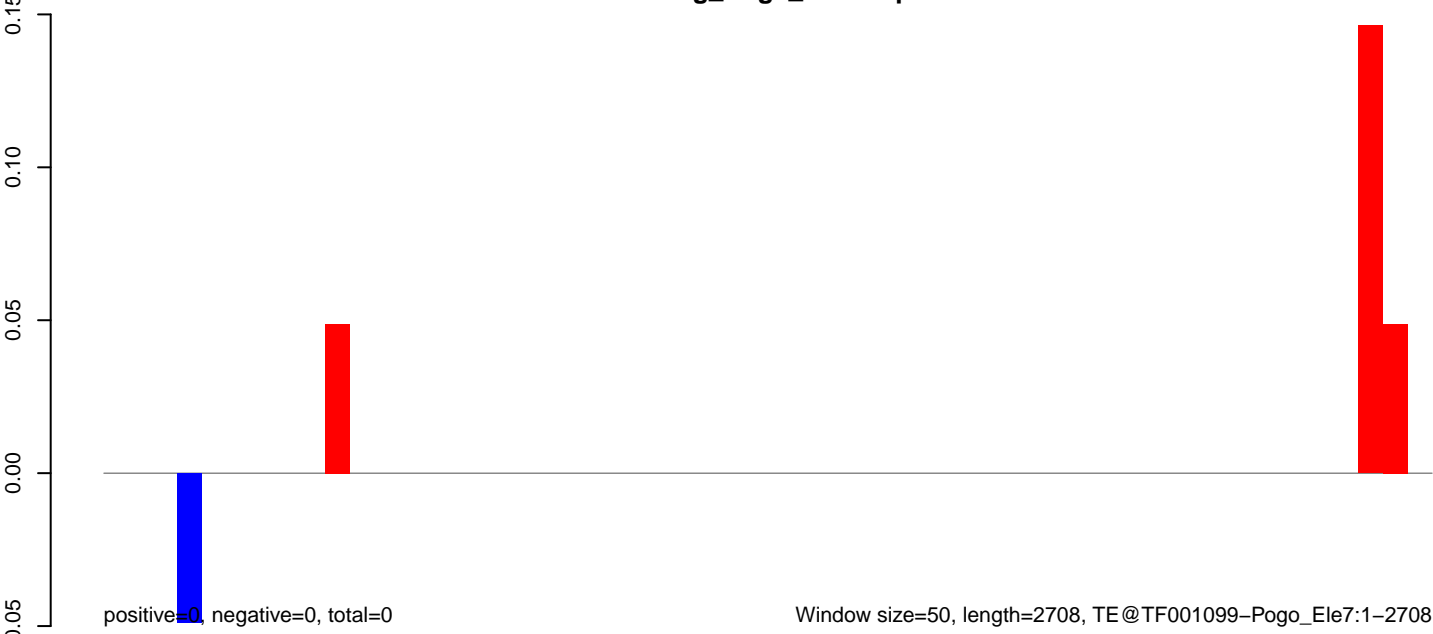 0.15
0.10
0.05
0.00
0.05
positive=0, negative=0, total=0
Window size=50, length=2708, TE@TF001099−Pogo_Ele7:1−2708